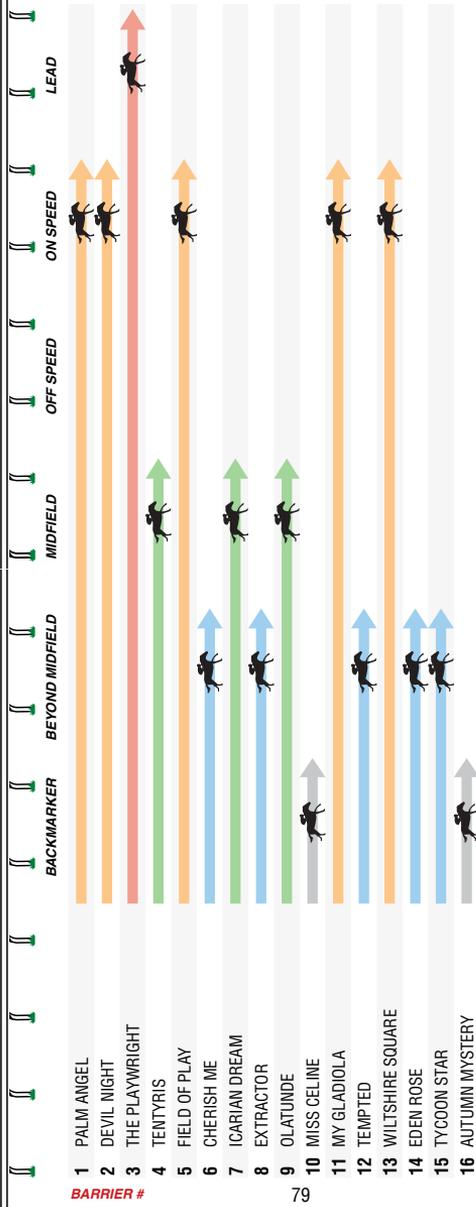 BACKMARKER BEYOND MIDFIELD MIDFIELD OFF SPEED ON SPEED LEAD
BARRIER #
1 PALM ANGEL
2 DEVIL NIGHT
3 THE PLAYWRIGHT
4 TENTYRIS
5 FIELD OF PLAY
6 CHERISH ME
7 ICARIAN DREAM
8 EXTRACTOR
9 OLATUNDE
10 MISS CELINE
11 MY GLADIOLA
12 TEMPTED
13 WILTSHIRE SQUARE
14 EDEN ROSE
15 TYCOON STAR
16 AUTUMN MYSTERY
79